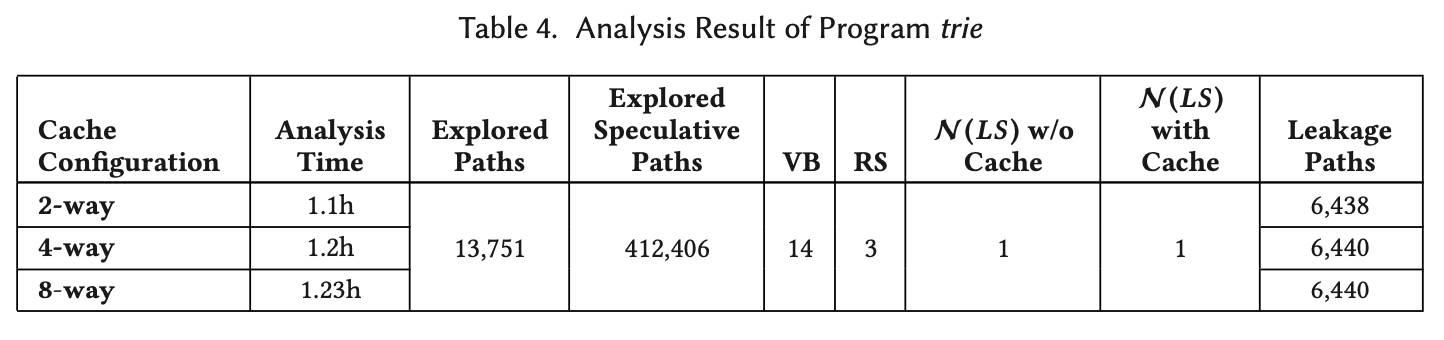 Table 4. Analysis Result of Program trie
Cache Configuration | Analysis Time | Explored Paths | Explored Speculative Paths | VB | RS | 𝒩(LS) w/o Cache | 𝒩(LS) with Cache | Leakage Paths
2-way | 1.1h | 6,438
4-way | 1.2h | 13,751 | 412,406 | 14 | 3 | 1 | 1 | 6,440
8-way | 1.23h | 6,440